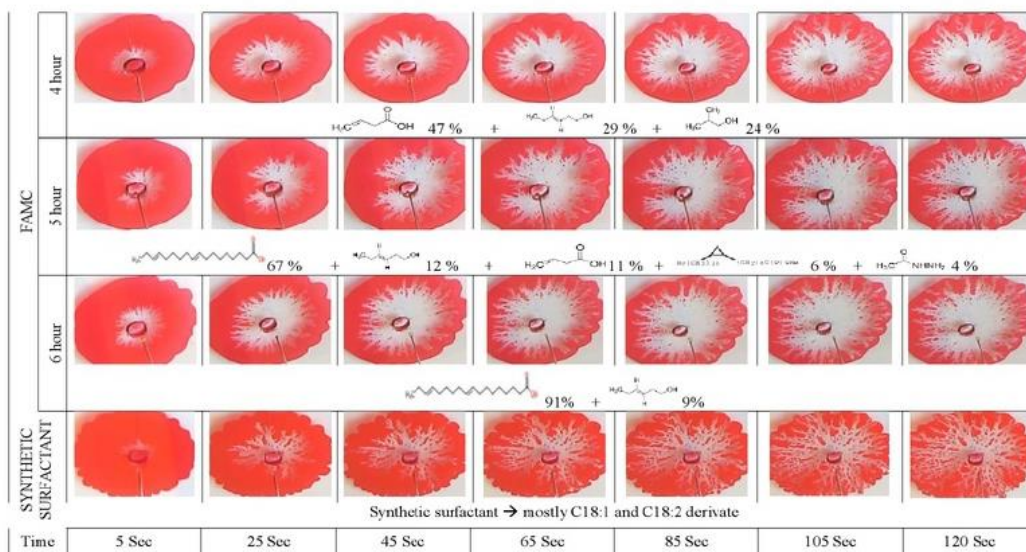 4 hour
47 % + 29 % + 24 %
FAMC
5 hour
67 % + 12 % + 11 % + 6 % + 4 %
6 hour
91% + 9%
SYNTHETIC
SURFACTANT
Synthetic surfactant → mostly C18:1 and C18:2 derivate
Time 5 Sec 25 Sec 45 Sec 65 Sec 85 Sec 105 Sec 120 Sec